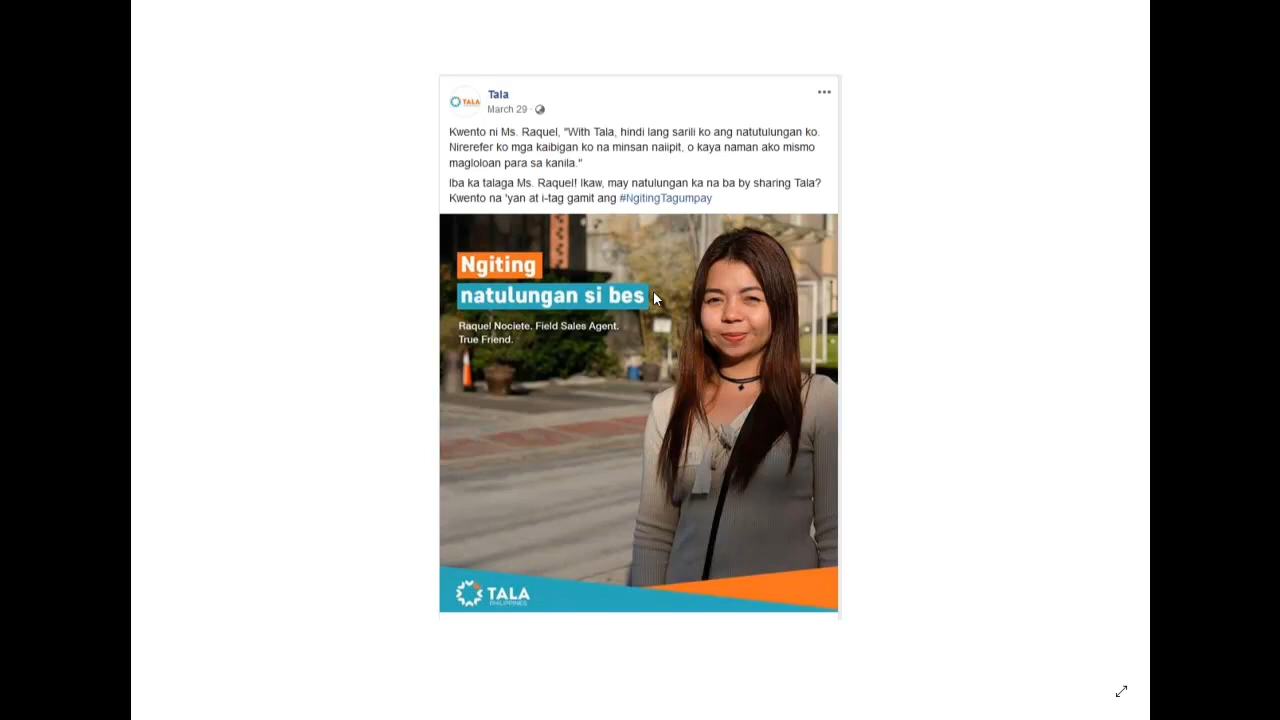 Tala
March 29 ·
Kwento ni Ms. Raquel, "With Tala, hindi lang sarili ko ang natutulungan ko.
Nirerefer ko mga kaibigan ko na minsan naiipit, o kaya naman ako mismo
magloloan para sa kanila."
Iba ka talaga Ms. Raquel! Ikaw, may natulungan ka na ba by sharing Tala?
Kwento na 'yan at i-tag gamit ang #NgitingTagumpay
Ngiting
natulungan si bes
Raquel Nociete. Field Sales Agent.
True Friend.
TALA
PHILIPPINES